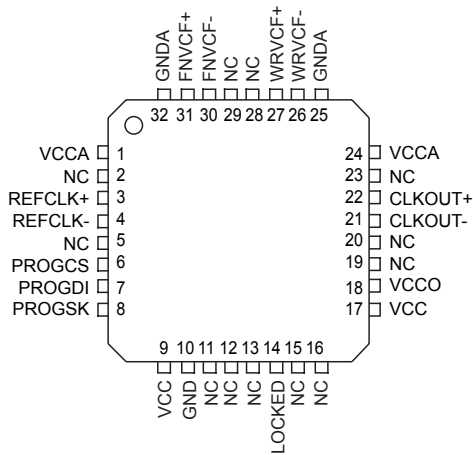 GNDA FNVCF+ FNVCF- NC NC WRVCF+ WRVCF- GNDA
32 31 30 29 28 27 26 25
VCCA 1 24 VCCA
NC 2 23 NC
REFCLK+ 3 22 CLKOUT+
REFCLK- 4 21 CLKOUT-
NC 5 20 NC
PROGCS 6 19 NC
PROGDI 7 18 VCCO
PROGSK 8 17 VCC
9 10 11 12 13 14 15 16
VCC GND NC NC NC LOCKED NC NC